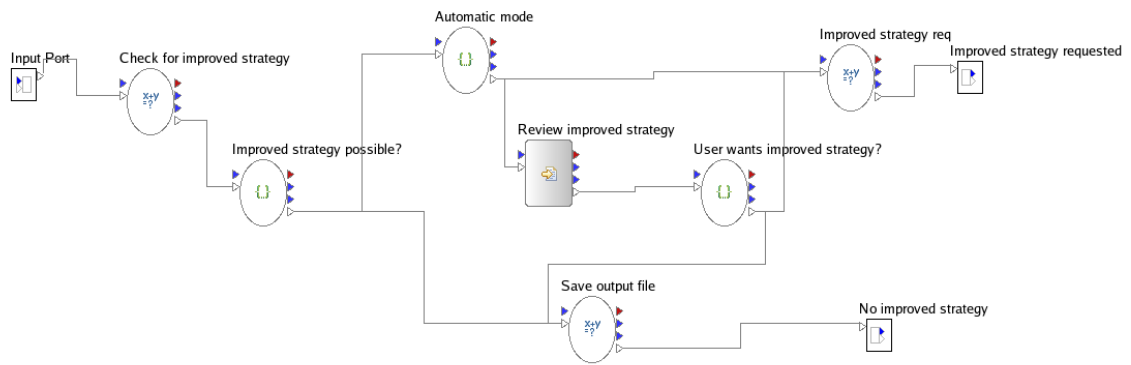 Automatic mode
Improved strategy req
Improved strategy requested
Input Port
Check for improved strategy
x+y
=?
{..}
x+y
=?
Review improved strategy
User wants improved strategy?
Improved strategy possible?
{..}
{..}
Save output file
x+y
=?
No improved strategy